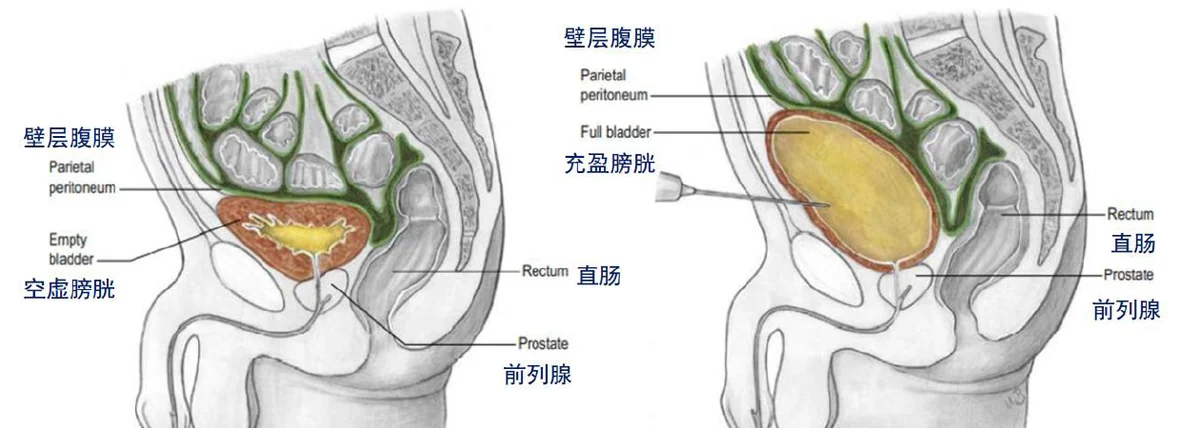 壁层腹膜
Parietal
peritoneum
Empty
bladder
空虚膀胱
Rectum 直肠
Prostate
前列腺
壁层腹膜
Parietal
peritoneum
Full bladder
充盈膀胱
Rectum
直肠
Prostate
前列腺